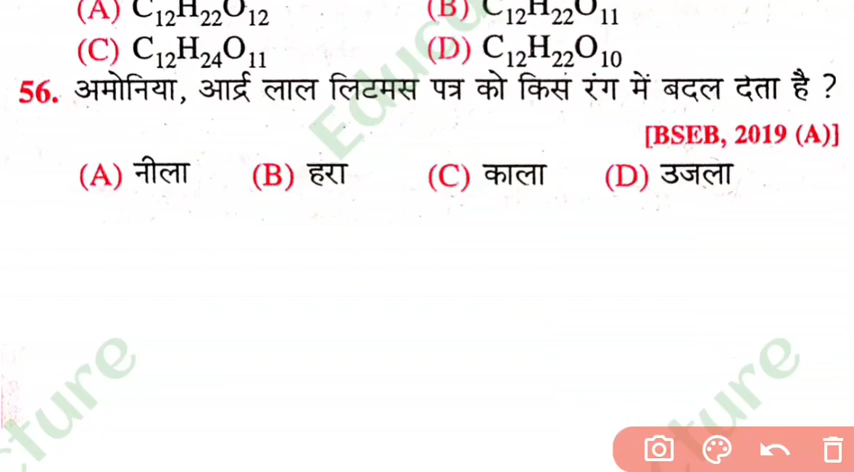 (A) C₁₂H₂₂O₁₂ (B) C₁₂H₂₂O₁₁
(C) C₁₂H₂₄O₁₁ (D) C₁₂H₂₂O₁₀
56. अमोनिया, आर्द्र लाल लिटमस पत्र को किस रंग में बदल देता है ?
[BSEB, 2019 (A)]
(A) नीला (B) हरा (C) काला (D) उजला